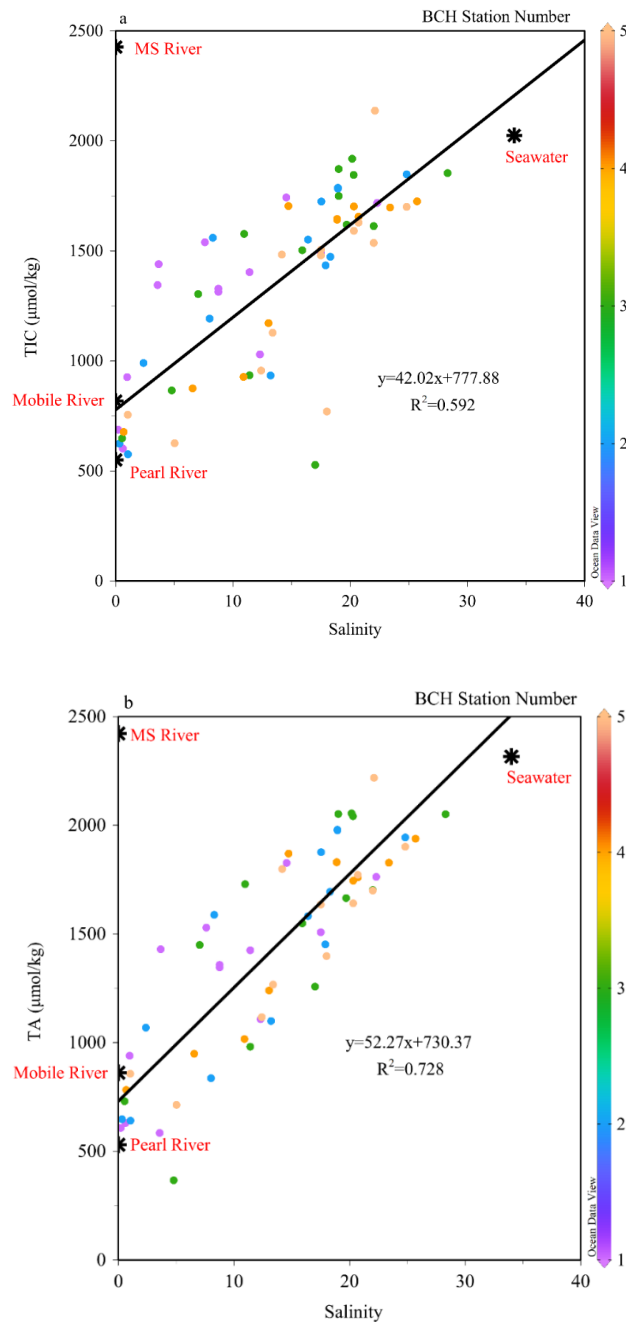 a
BCH Station Number
2500
2000
1500
1000
500
0
TIC (μmol/kg)
MS River
Mobile River
Pearl River
Seawater
y=42.02x+777.88
R²=0.592
0 10 20 30 40
Salinity
5
4
3
2
1
Ocean Data View
b
BCH Station Number
2500
2000
1500
1000
500
0
TA (μmol/kg)
MS River
Mobile River
Pearl River
Seawater
y=52.27x+730.37
R²=0.728
0 10 20 30 40
Salinity
5
4
3
2
1
Ocean Data View